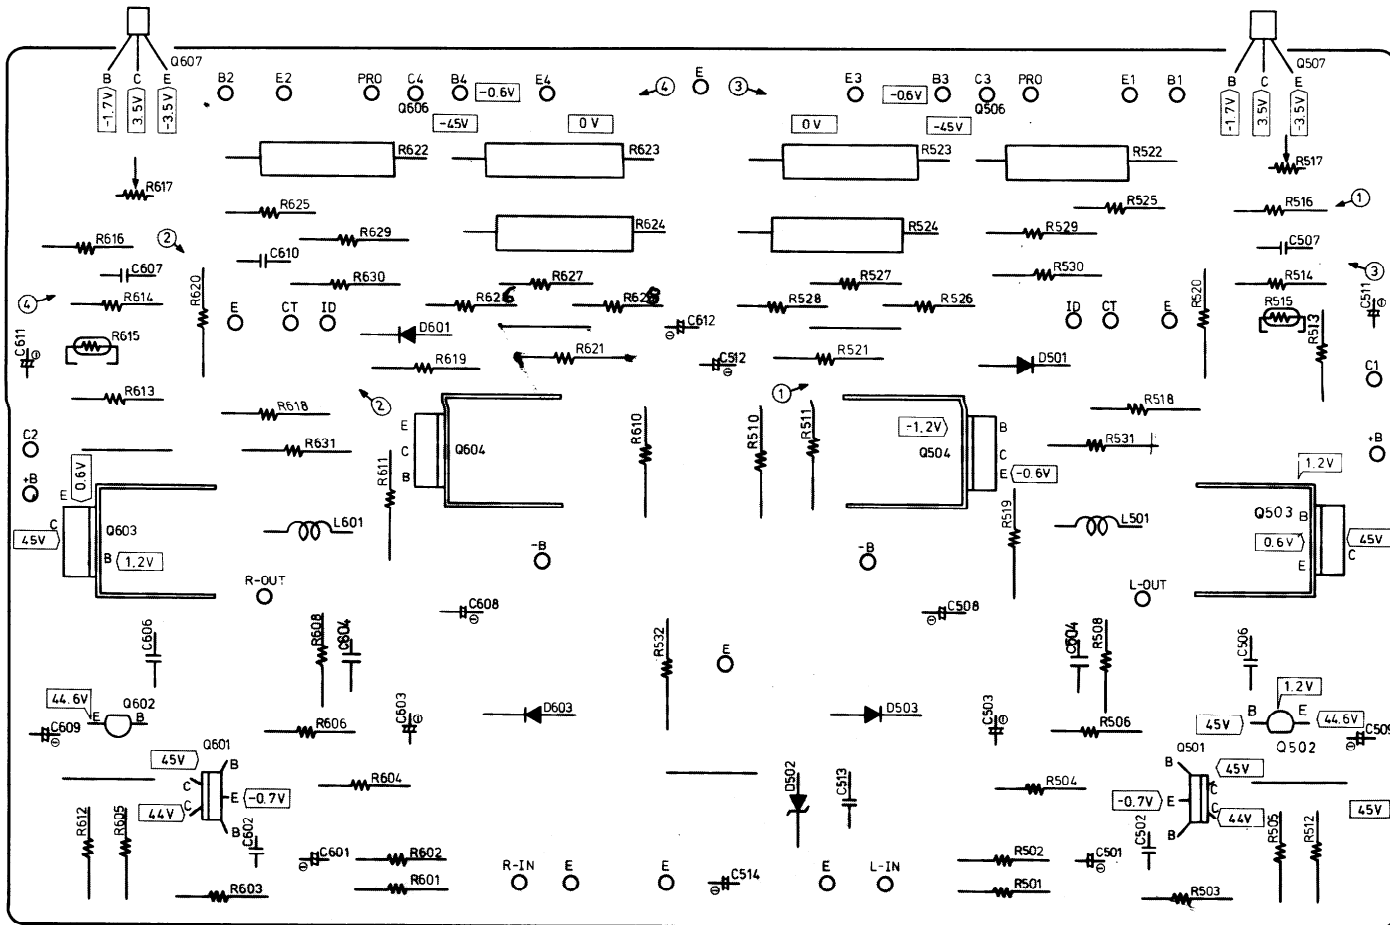 Q607
Q507
B C E
-1.7V 3.5V -3.5V
B2 E2 PRO C4 B4 -0.6V E4 4 E 3 E3 -0.6V B3 C3 PRO E1 B1
B C E
-1.7V 3.5V -3.5V
Q606 -45V 0V 0V -45V Q506
R622 R623 R523 R522
R617 R517
R625 R525 R516 1
R616 2 R629 R624 R524 R529 C507
C607 C610
R620 R630 R627 R527 R530 R520 R514 3
4 R614 R528 R526 C511
E CT ID C612 ID CT E R515 R513
C611 R615 D601
R619 R621 C512 R521 D501 C1
R613 2 1
R618 R518
C2 R631 E C B Q604 R610 R510 R511 -1.2V Q504 B C E R531 +B
+B E 0.6V R611 -0.6V 1.2V
45V C Q603 L601 R519 L501 Q503 B 45V
B 1.2V -B -B 0.6V C
E
R-OUT L-OUT
C608 C508
C606 R608 C604 R532 E C504 R508 C506
44.6V Q602 1.2V
E B C603 D603 D503 C503 45V B E 44.6V
C609 R606 R506 Q502 C509
Q601 Q501
45V B B 45V
C R604 D502 C513 R504 C
C E -0.7V -0.7V E C
44V 44V 45V
R612 R605 B C602 C502 B R505 R512
C601 R602 R-IN E E C514 E L-IN R502 C501
R603 R601 R501 R503